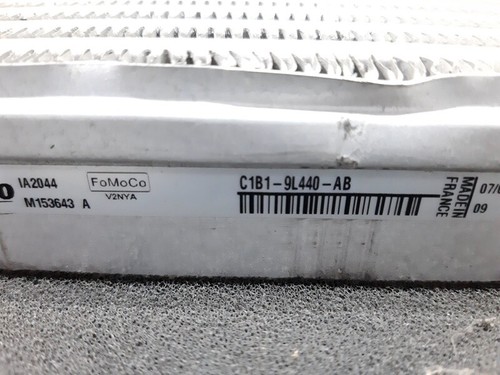 IA2044
M153643 A
FoMoCo
V2NYA
C1B1-9L440-AB
MADE IN
FRANCE
09